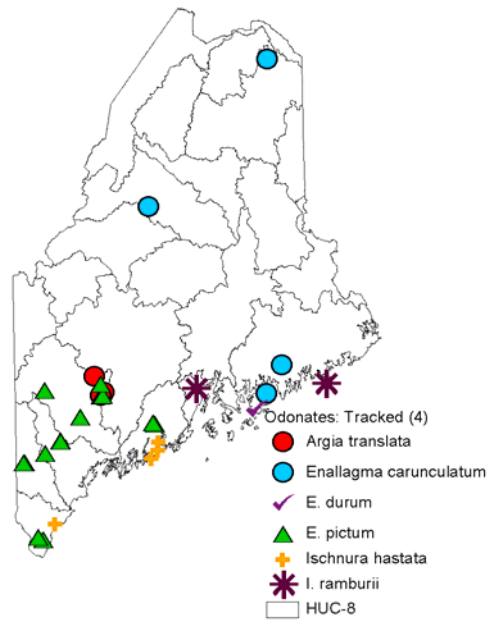 Odonates: Tracked (4)
Argia translata
Enallagma carunculatum
E. durum
E. pictum
Ischnura hastata
I. ramburii
HUC-8